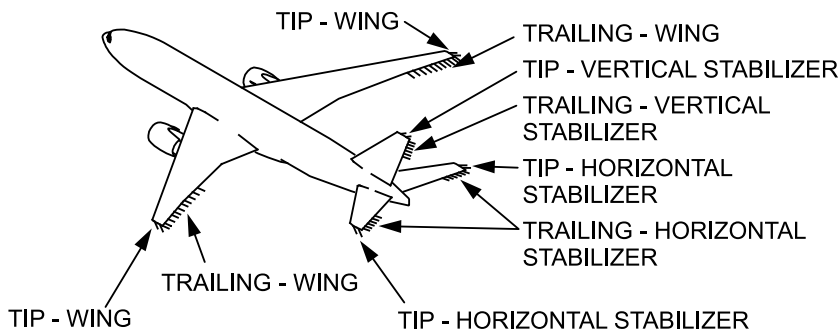 TIP - WING
TRAILING - WING
TIP - VERTICAL STABILIZER
TRAILING - VERTICAL
STABILIZER
TIP - HORIZONTAL
STABILIZER
TRAILING - HORIZONTAL
STABILIZER
TRAILING - WING
TIP - WING
TIP - HORIZONTAL STABILIZER